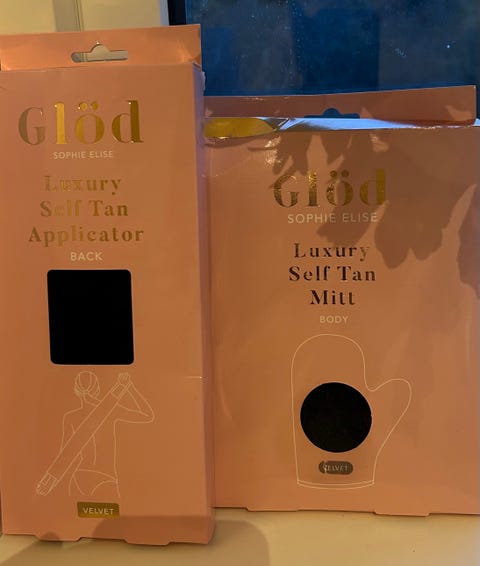 Glöd
SOPHIE ELISE
Luxury
Self Tan
Applicator
BACK
VELVET
Glöd
SOPHIE ELISE
Luxury
Self Tan
Mitt
BODY
VELVET